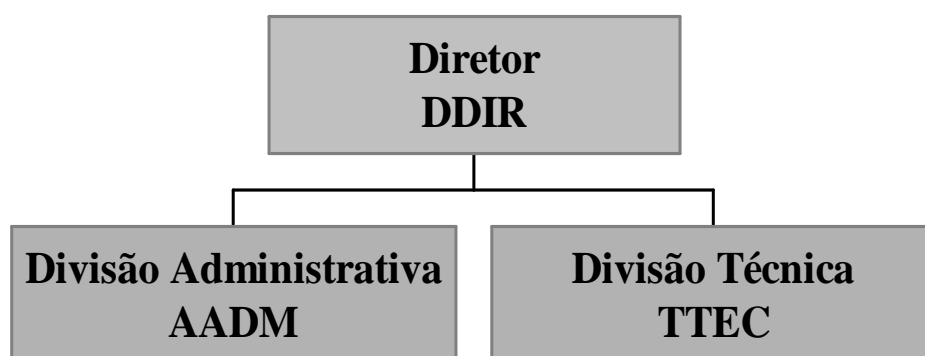 Diretor
DDIR
Divisão Administrativa
AADM
Divisão Técnica
TTEC